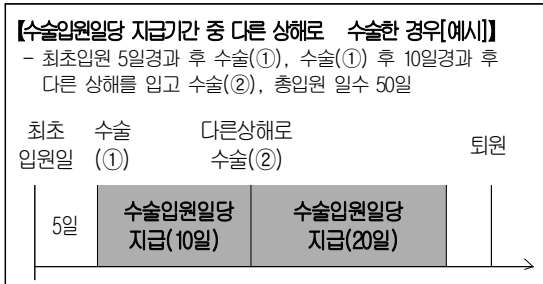 【수술입원일당 지급기간 중 다른 상해로 수술한 경우[예시]】
- 최초입원 5일경과 후 수술(①), 수술(①) 후 10일경과 후
다른 상해를 입고 수술(②), 총입원 일수 50일
최초 수술 다른상해로
입원일 (①) 수술(②) 퇴원
5일 수술입원일당 수술입원일당
지급(10일) 지급(20일)